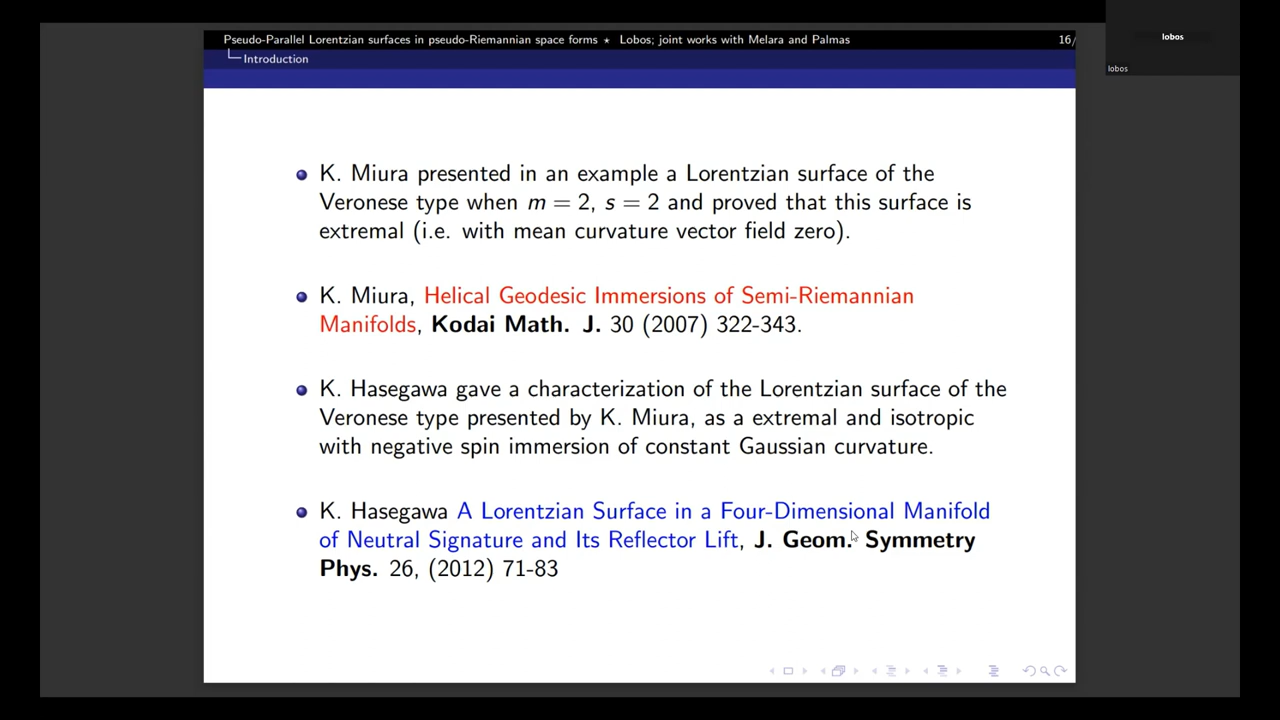 Pseudo-Parallel Lorentzian surfaces in pseudo-Riemannian space forms ⋆ Lobos; joint works with Melara and Palmas 16/
Introduction
lobos
lobos
K. Miura presented in an example a Lorentzian surface of the
Veronese type when m = 2, s = 2 and proved that this surface is
extremal (i.e. with mean curvature vector field zero).
K. Miura, Helical Geodesic Immersions of Semi-Riemannian
Manifolds, Kodai Math. J. 30 (2007) 322-343.
K. Hasegawa gave a characterization of the Lorentzian surface of the
Veronese type presented by K. Miura, as a extremal and isotropic
with negative spin immersion of constant Gaussian curvature.
K. Hasegawa A Lorentzian Surface in a Four-Dimensional Manifold
of Neutral Signature and Its Reflector Lift, J. Geom. Symmetry
Phys. 26, (2012) 71-83